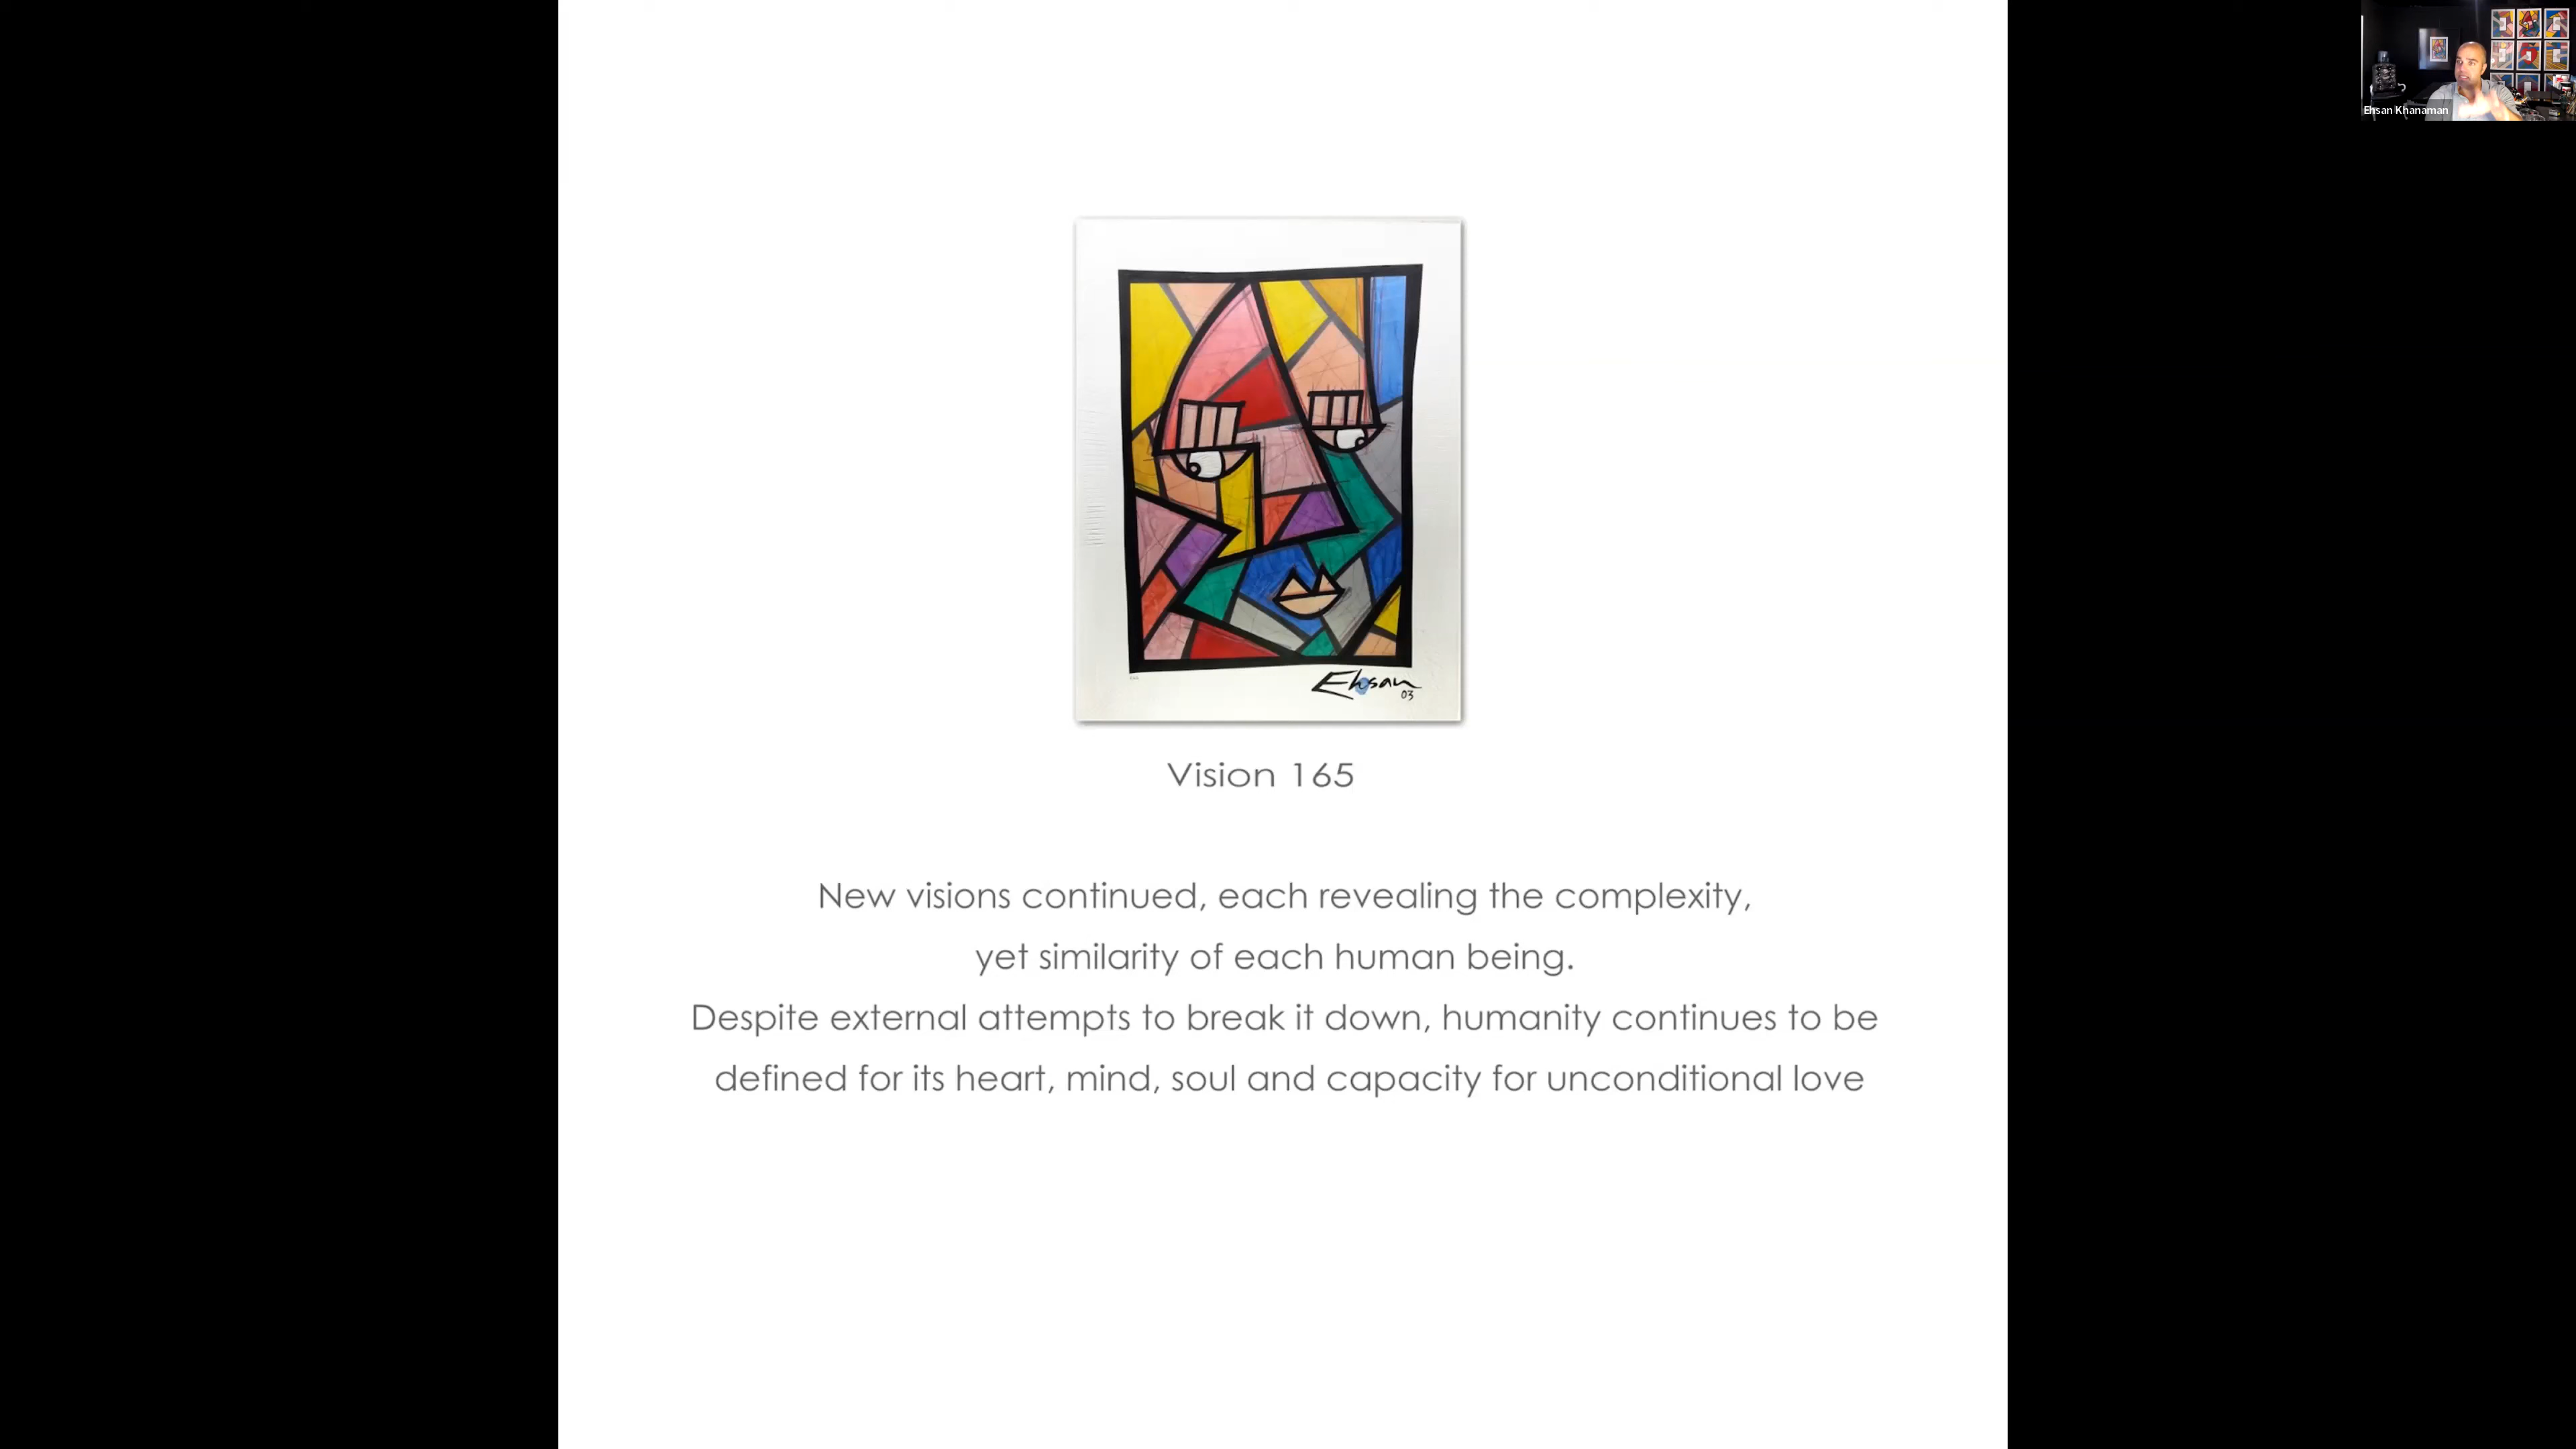 Ehsan Khanaman
Ehsan
03
Vision 165
New visions continued, each revealing the complexity,
yet similarity of each human being.
Despite external attempts to break it down, humanity continues to be
defined for its heart, mind, soul and capacity for unconditional love